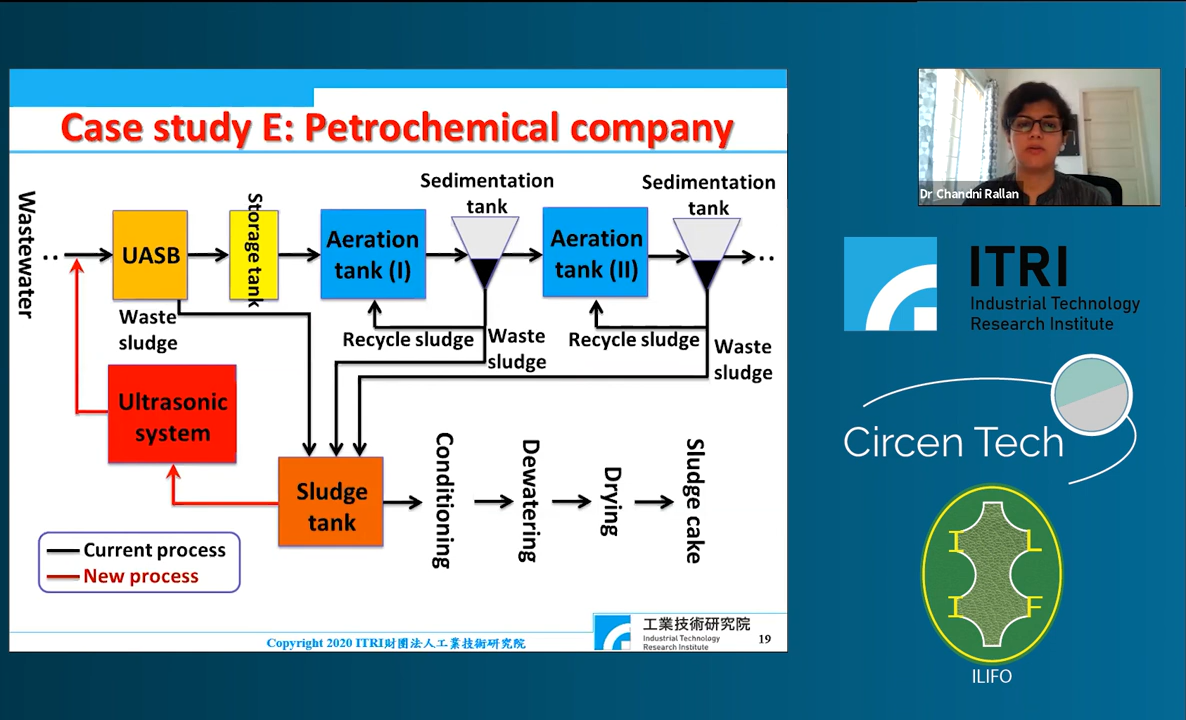 Case study E: Petrochemical company
Wastewater
UASB
Storage tank
Aeration
tank (I)
Sedimentation
tank
Aeration
tank (II)
Sedimentation
tank
Waste
sludge
Recycle sludge
Waste
sludge
Recycle sludge
Waste
sludge
Ultrasonic
system
Sludge
tank
Conditioning
Dewatering
Drying
Sludge cake
Current process
New process
Copyright 2020 ITRI財團法人工業技術研究院
工業技術研究院
Industrial Technology
Research Institute
19
Dr Chandni Rallan
ITRI
Industrial Technology
Research Institute
Circen Tech
I L
I F
ILIFO